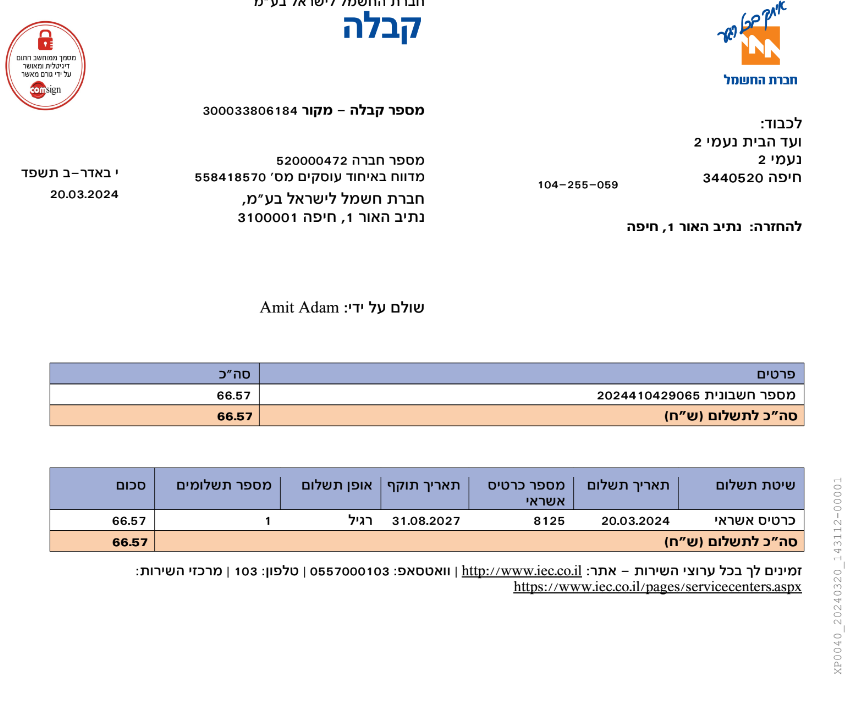 חברת החשמל לישראל בע״מ
קבלה
איתך בכל רגע
חברת החשמל
מסמך ממוחשב חתום
דיגיטלית ומאושר
על ידי גורם מאשר
comsign
מספר קבלה – מקור 300033806184
לכבוד:
ועד הבית נעמי 2
נעמי 2
חיפה 3440520
104-255-059
להחזרה: נתיב האור 1, חיפה
מספר חברה 520000472
מדווח באיחוד עוסקים מס׳ 558418570
חברת חשמל לישראל בע״מ,
נתיב האור 1, חיפה 3100001
י באדר-ב תשפד
20.03.2024
שולם על ידי: Amit Adam
פרטים סה״כ
מספר חשבונית 2024410429065 66.57
סה״כ לתשלום (ש״ח) 66.57
שיטת תשלום תאריך תשלום מספר כרטיס אשראי תאריך תוקף אופן תשלום מספר תשלומים סכום
כרטיס אשראי 20.03.2024 8125 31.08.2027 רגיל 1 66.57
סה״כ לתשלום (ש״ח) 66.57
זמינים לך בכל ערוצי השירות – אתר: http://www.iec.co.il | וואטסאפ: 0557000103 | טלפון: 103 | מרכזי השירות:
https://www.iec.co.il/pages/servicecenters.aspx
XP0040_20240320_143112-00001